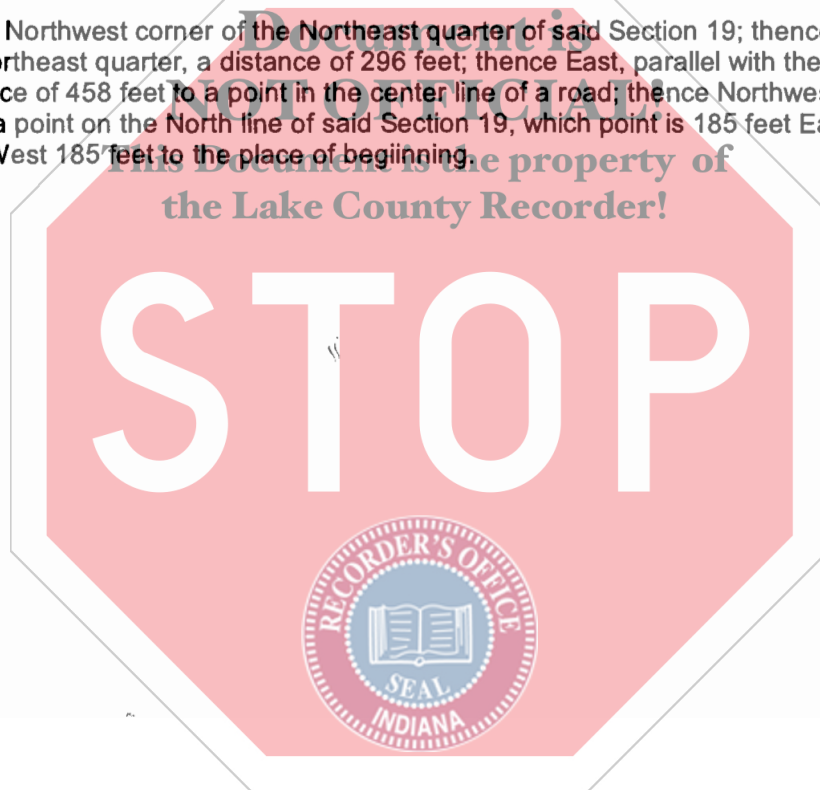 Document is
Northwest corner of the Northeast quarter of said Section 19; thence
rtheast quarter, a distance of 296 feet; thence East, parallel with the
NOT OFFICIAL!
ce of 458 feet to a point in the center line of a road; thence Northwes
a point on the North line of said Section 19, which point is 185 feet Ea
West 185 feet to the place of begiinning.
This Document is the property of
the Lake County Recorder!
STOP
RECORDER'S OFFICE
SEAL
INDIANA